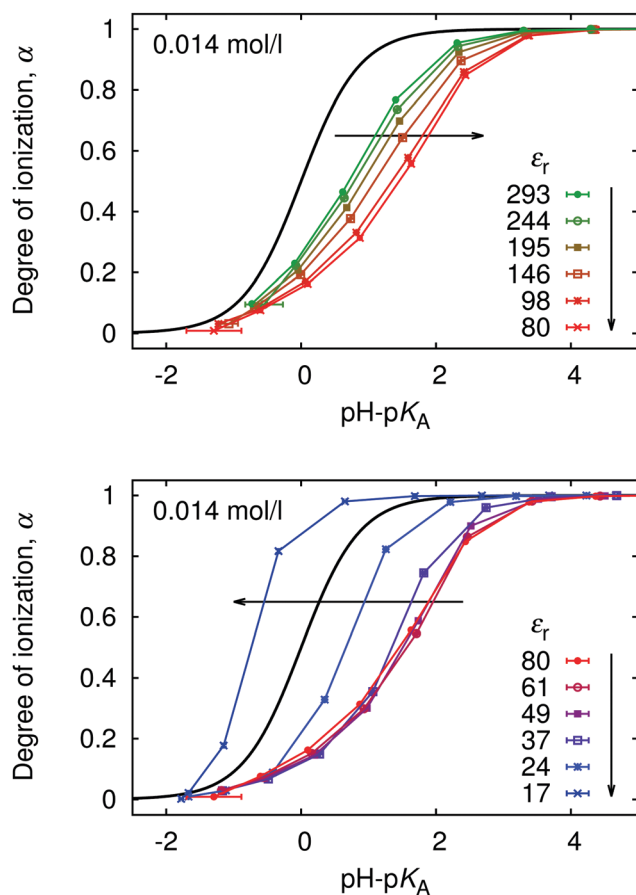 0.014 mol/l
Degree of ionization, α
1
0.8
0.6
0.4
0.2
0
εr
293
244
195
146
98
80
-2 0 2 4
pH-pKA
0.014 mol/l
Degree of ionization, α
1
0.8
0.6
0.4
0.2
0
εr
80
61
49
37
24
17
-2 0 2 4
pH-pKA